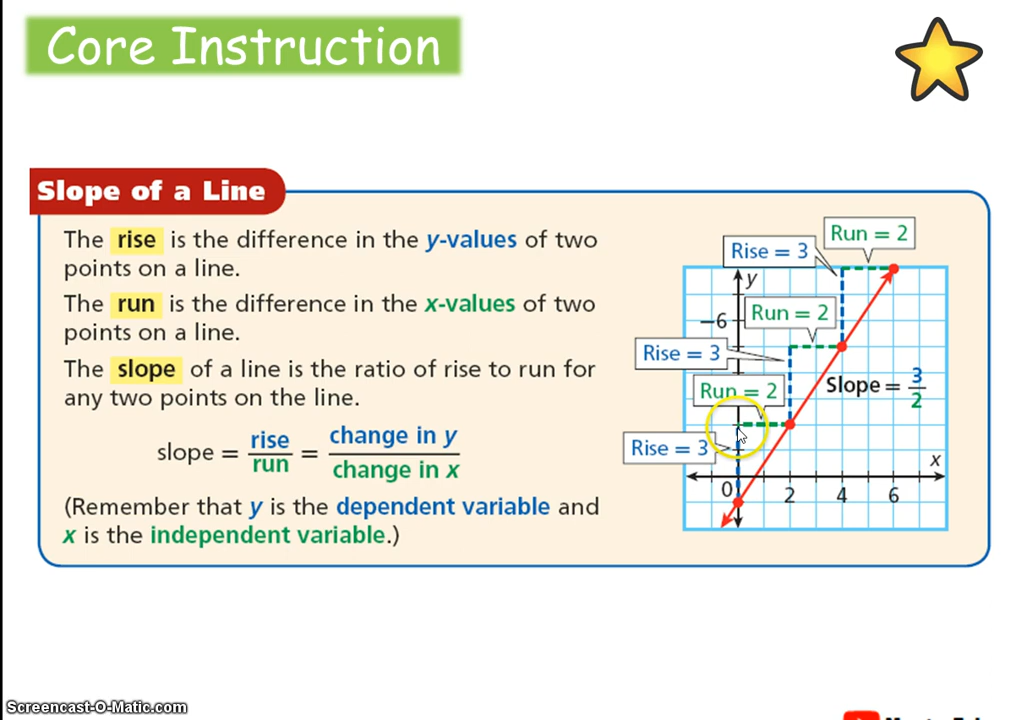 Core Instruction
Slope of a Line
The rise is the difference in the y-values of two
points on a line.
The run is the difference in the x-values of two
points on a line.
The slope of a line is the ratio of rise to run for
any two points on the line.
slope = rise/run = change in y/change in x
(Remember that y is the dependent variable and
x is the independent variable.)
Run = 2
Rise = 3
y
Run = 2
6
Rise = 3
Slope = 3/2
Run = 2
Rise = 3
x
0 2 4 6
Screencast-O-Matic.com